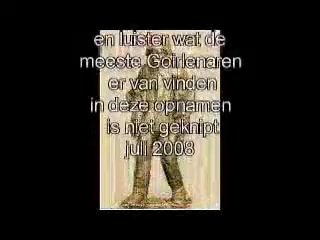 en luister wat de
meeste Goirlenaren
er van vinden
in deze opnamen
is niet geknipt
juli 2008